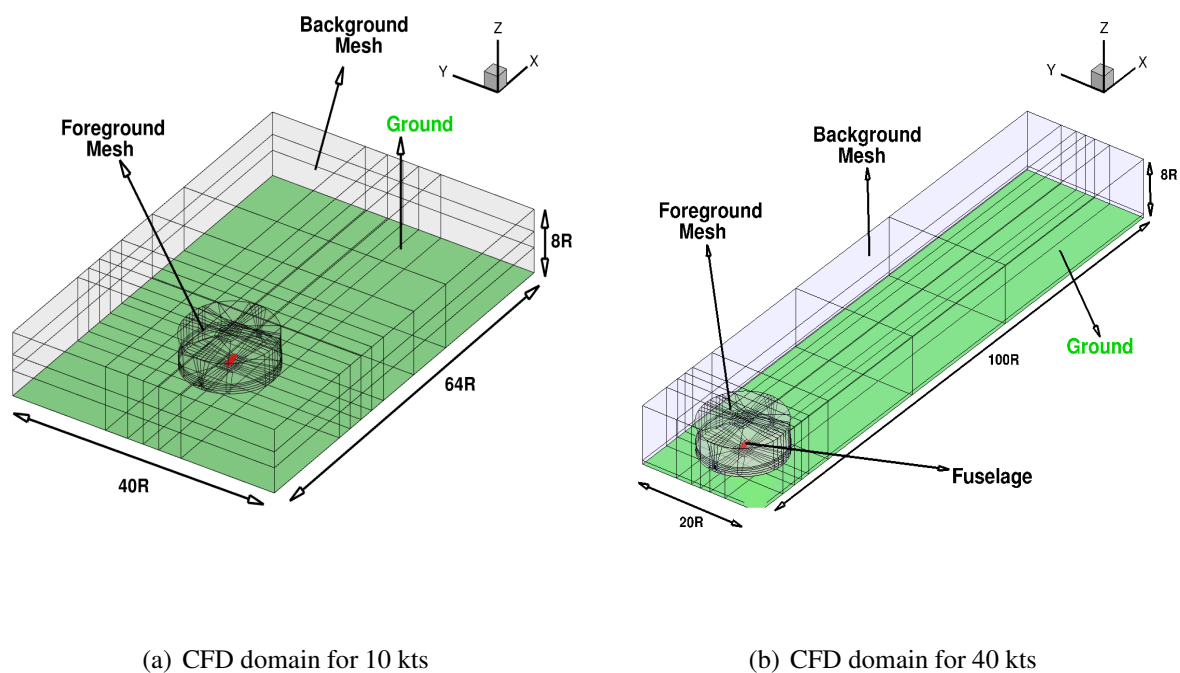 Background
Mesh
Z
Y
X
Foreground
Mesh
Ground
8R
64R
40R
Z
Y
X
Background
Mesh
8R
Foreground
Mesh
Ground
100R
Fuselage
20R
(a) CFD domain for 10 kts
(b) CFD domain for 40 kts